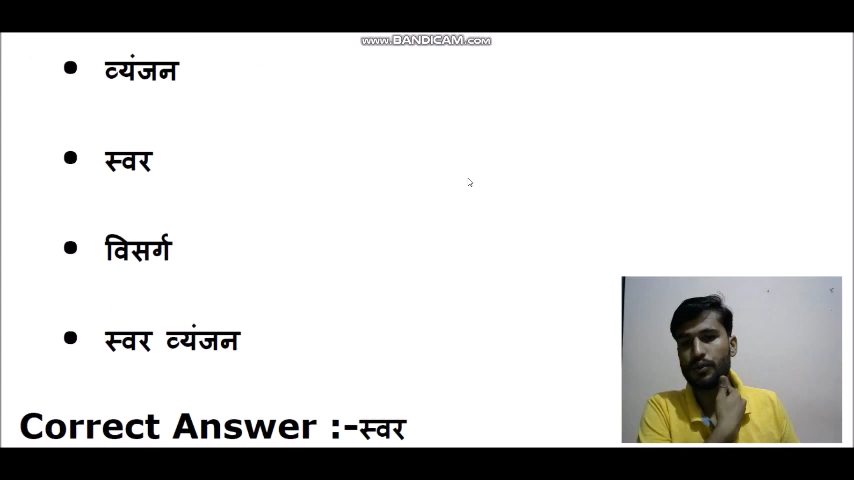 www.BANDICAM.com
• व्यंजन
• स्वर
• विसर्ग
• स्वर व्यंजन
Correct Answer :-स्वर